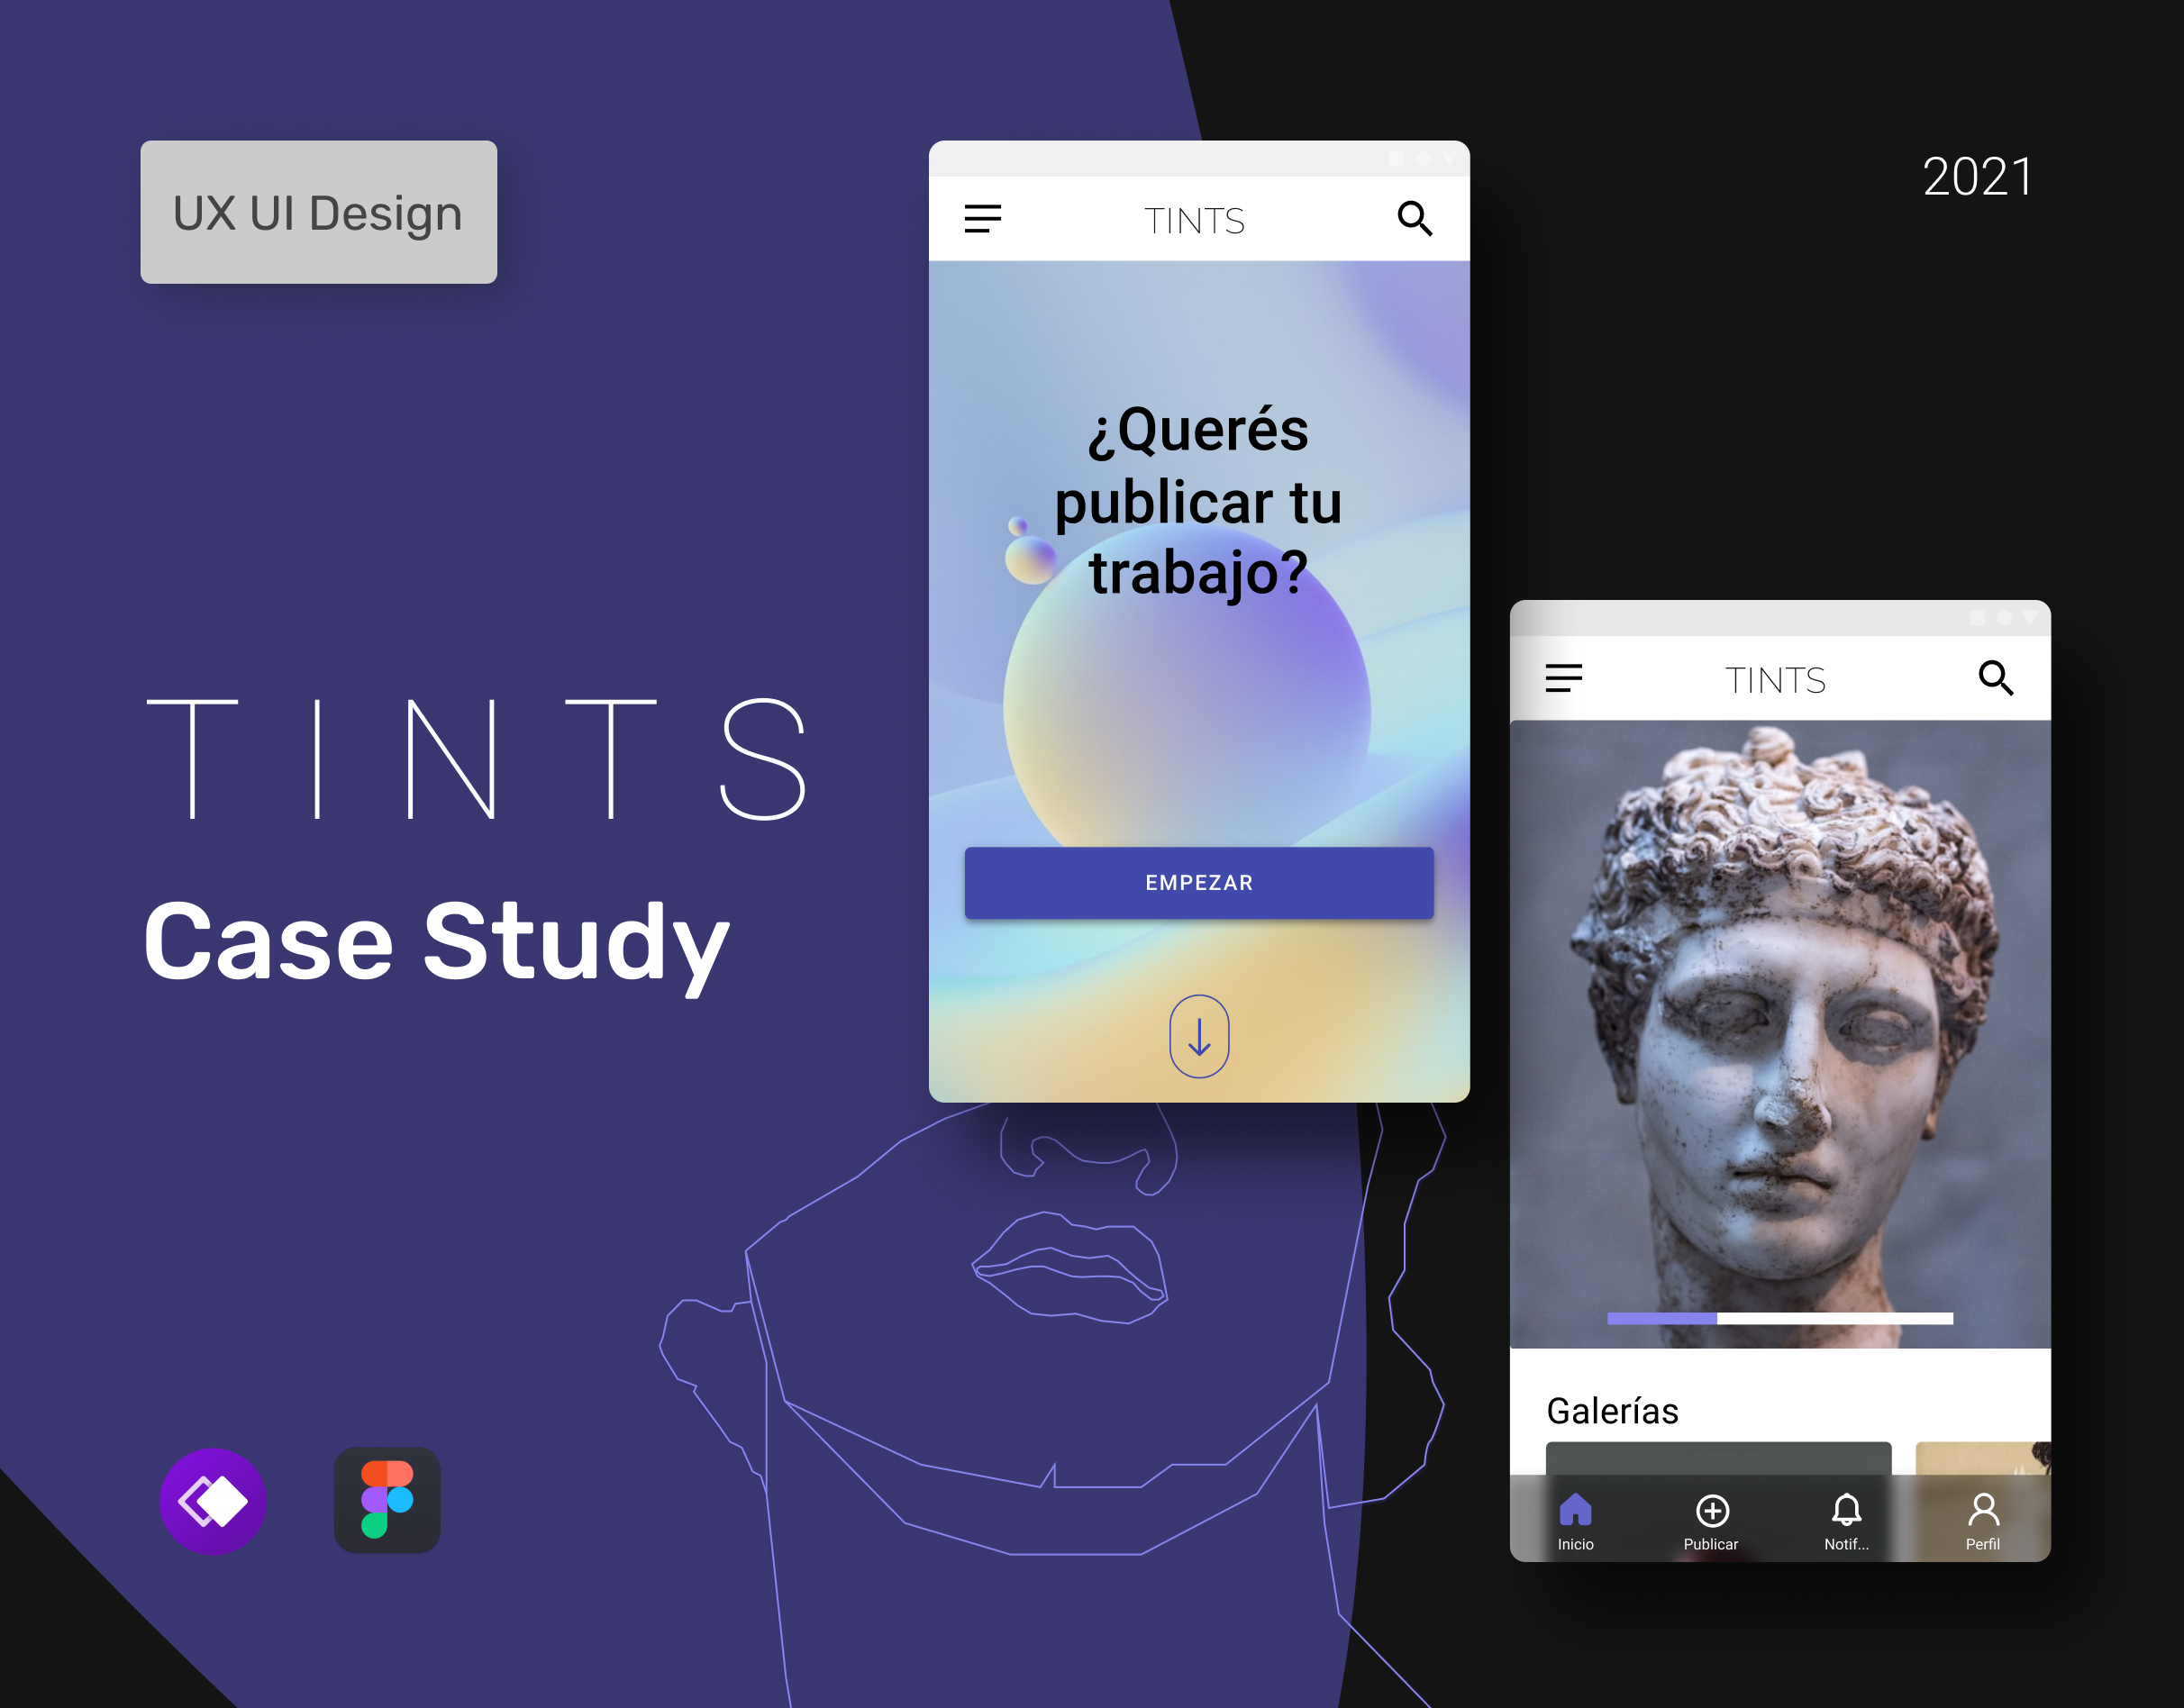 UX UI Design
2021
TINTS
Case Study
TINTS
¿Querés
publicar tu
trabajo?
EMPEZAR
TINTS
Galerías
Inicio
Publicar
Notif...
Perfil